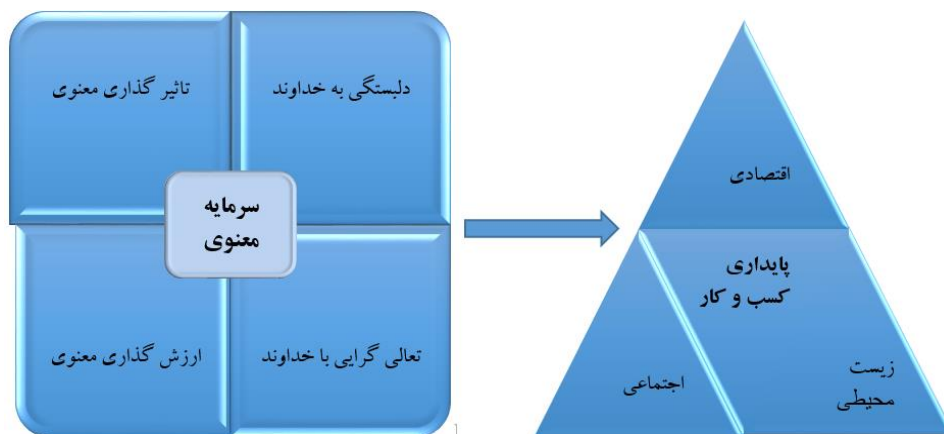 دلبستگی به خداوند
تاثیر گذاری معنوی
سرمایه
معنوی
تعالی گرایی با خداوند
ارزش گذاری معنوی
اقتصادی
پایداری
کسب و کار
اجتماعی
زیست
محیطی